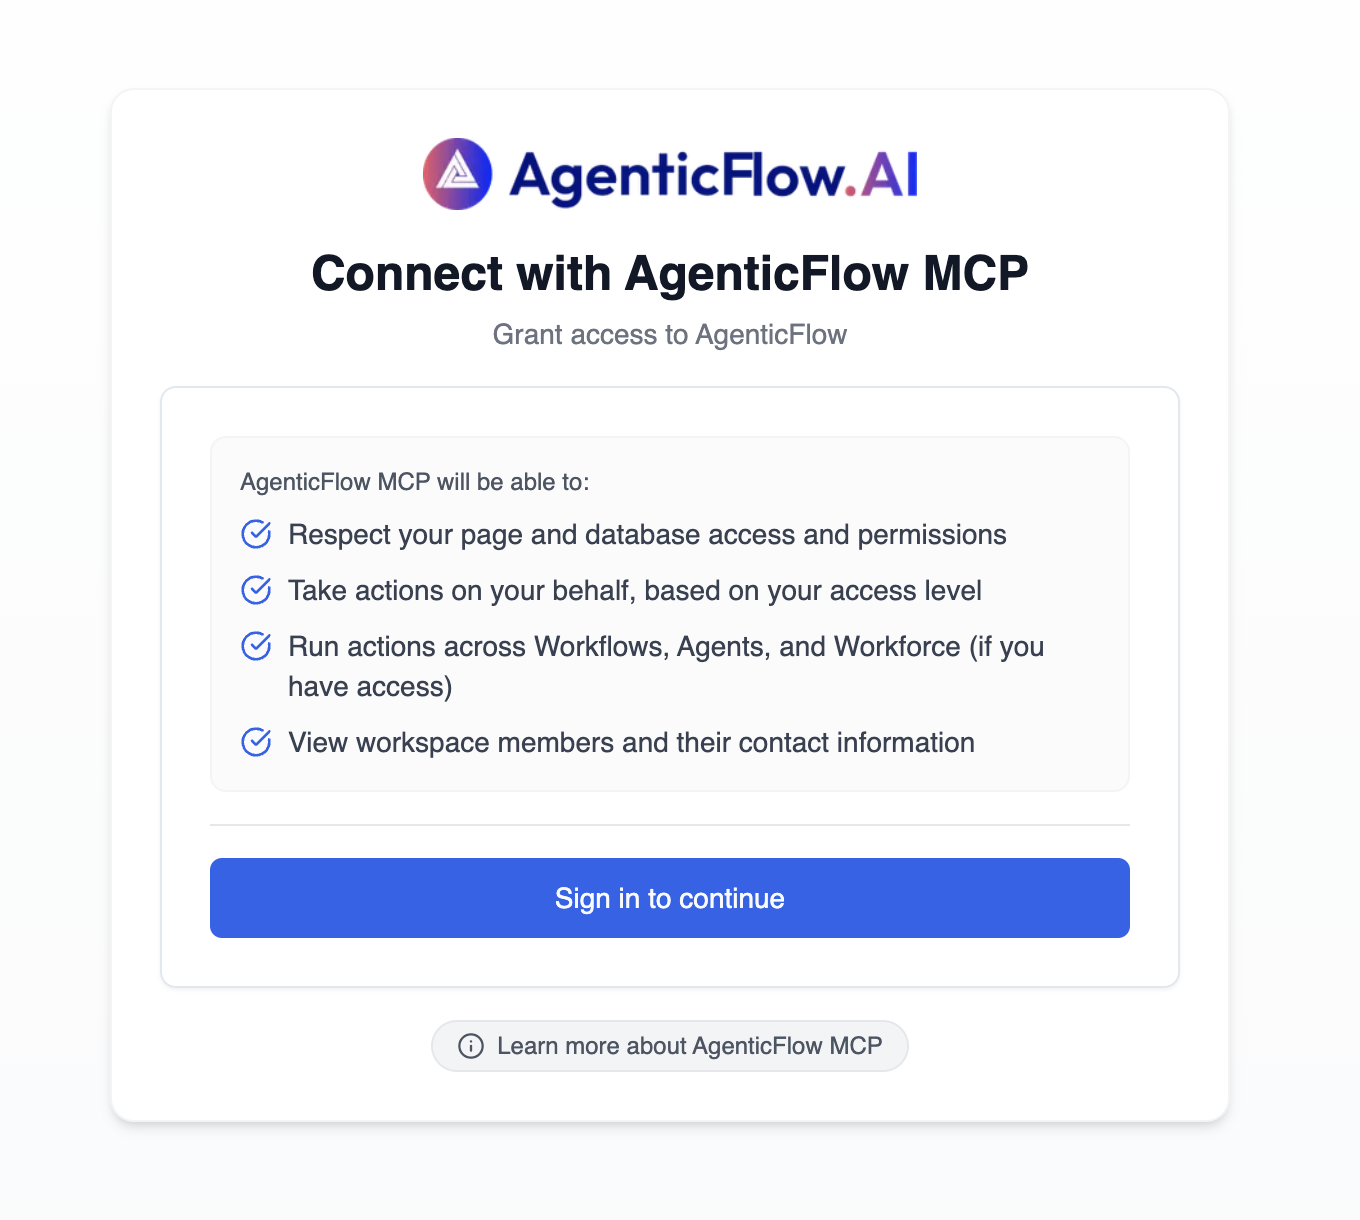 AgenticFlow.AI
Connect with AgenticFlow MCP
Grant access to AgenticFlow
AgenticFlow MCP will be able to:
Respect your page and database access and permissions
Take actions on your behalf, based on your access level
Run actions across Workflows, Agents, and Workforce (if you
have access)
View workspace members and their contact information
Sign in to continue
Learn more about AgenticFlow MCP